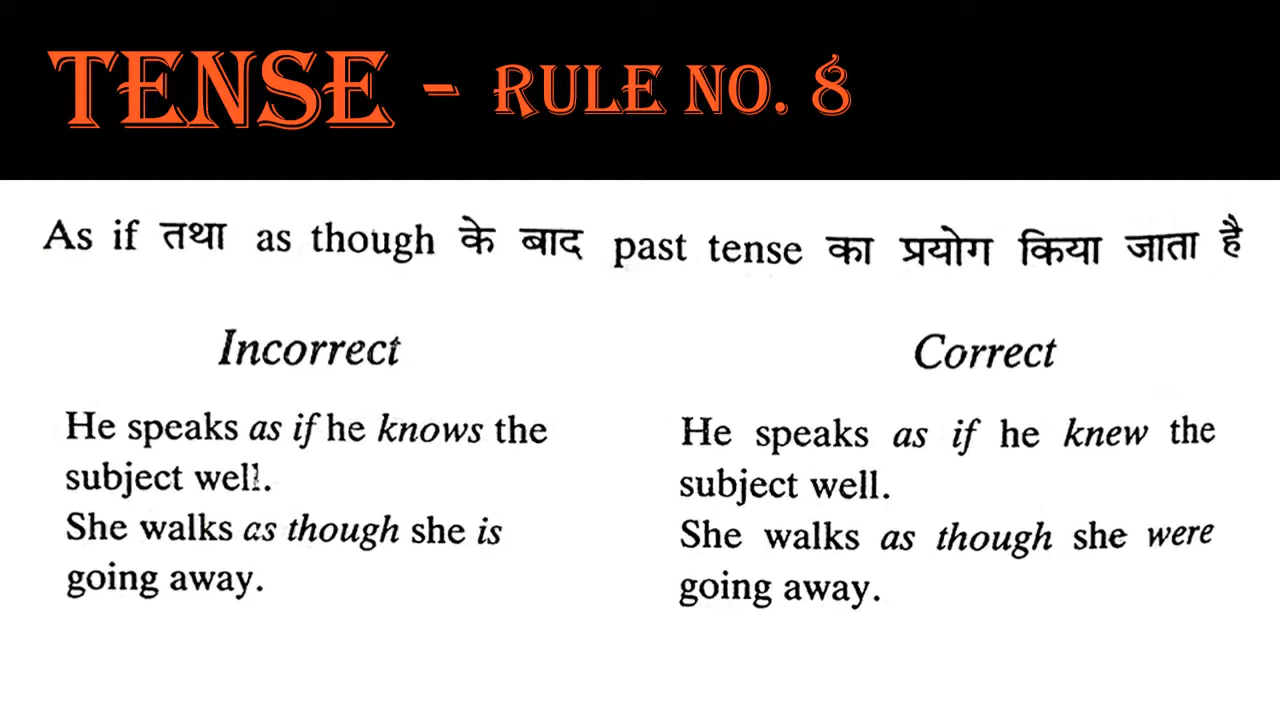 TENSE - RULE NO. 8
As if तथा as though के बाद past tense का प्रयोग किया जाता है
Incorrect
He speaks as if he knows the
subject well.
She walks as though she is
going away.
Correct
He speaks as if he knew the
subject well.
She walks as though she were
going away.